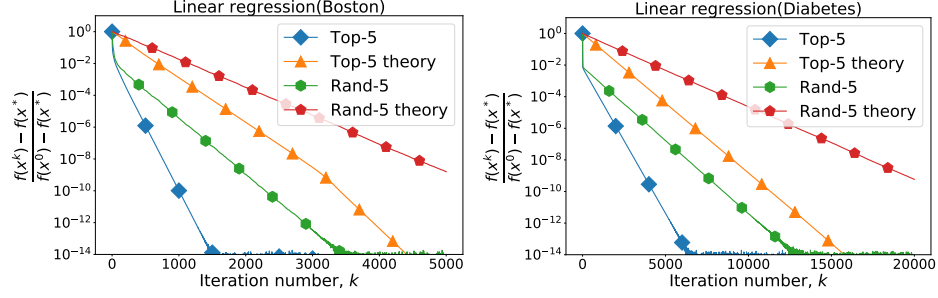 Linear regression(Boston)
10^0
10^−2
10^−4
10^−6
10^−8
10^−10
10^−12
10^−14
f(x^k) − f(x^*)
f(x^0) − f(x^*)
Top-5
Top-5 theory
Rand-5
Rand-5 theory
0 1000 2000 3000 4000 5000
Iteration number, k
Linear regression(Diabetes)
10^0
10^−2
10^−4
10^−6
10^−8
10^−10
10^−12
10^−14
f(x^k) − f(x^*)
f(x^0) − f(x^*)
Top-5
Top-5 theory
Rand-5
Rand-5 theory
0 5000 10000 15000 20000
Iteration number, k